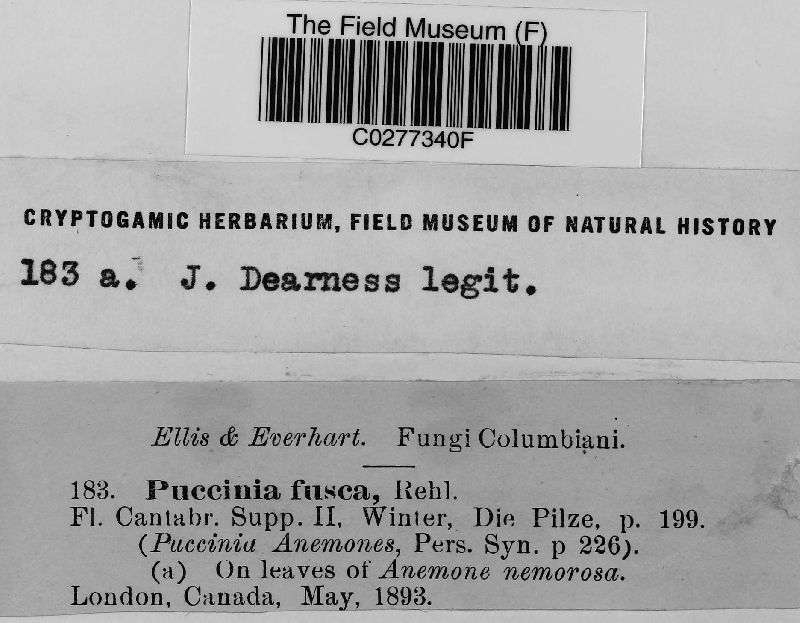 The Field Museum (F)
C0277340F
CRYPTOGAMIC HERBARIUM, FIELD MUSEUM OF NATURAL HISTORY
183 a. J. Dearness legit.
Ellis & Everhart. Fungi Columbiani.
183. Puccinia fusca, Rehl.
Fl. Cantabr. Supp. II, Winter, Die Pilze, p. 199.
(Puccinia Anemones, Pers. Syn. p 226).
(a) On leaves of Anemone nemorosa.
London, Canada, May, 1893.